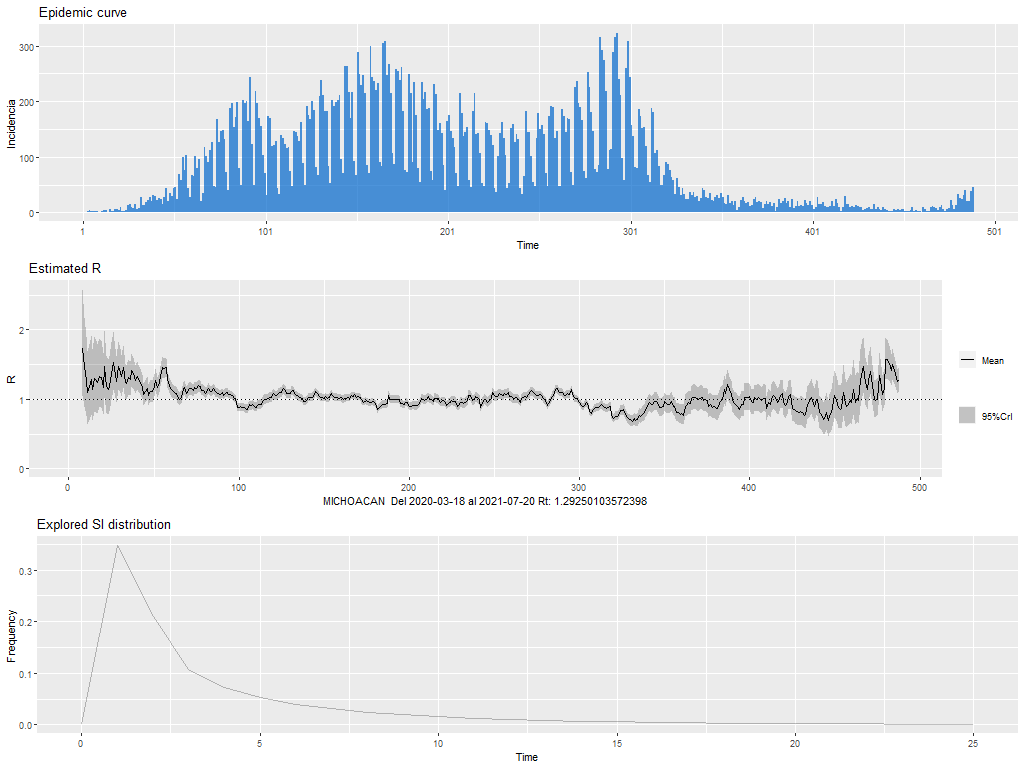 Epidemic curve
300
200
100
0
Incidencia
1 101 201 301 401 501
Time
Estimated R
2
1
0
R
Mean
95%CrI
0 100 200 300 400 500
MICHOACAN Del 2020-03-18 al 2021-07-20 Rt: 1.29250103572398
Explored SI distribution
0.3
0.2
0.1
0.0
Frequency
0 5 10 15 20 25
Time